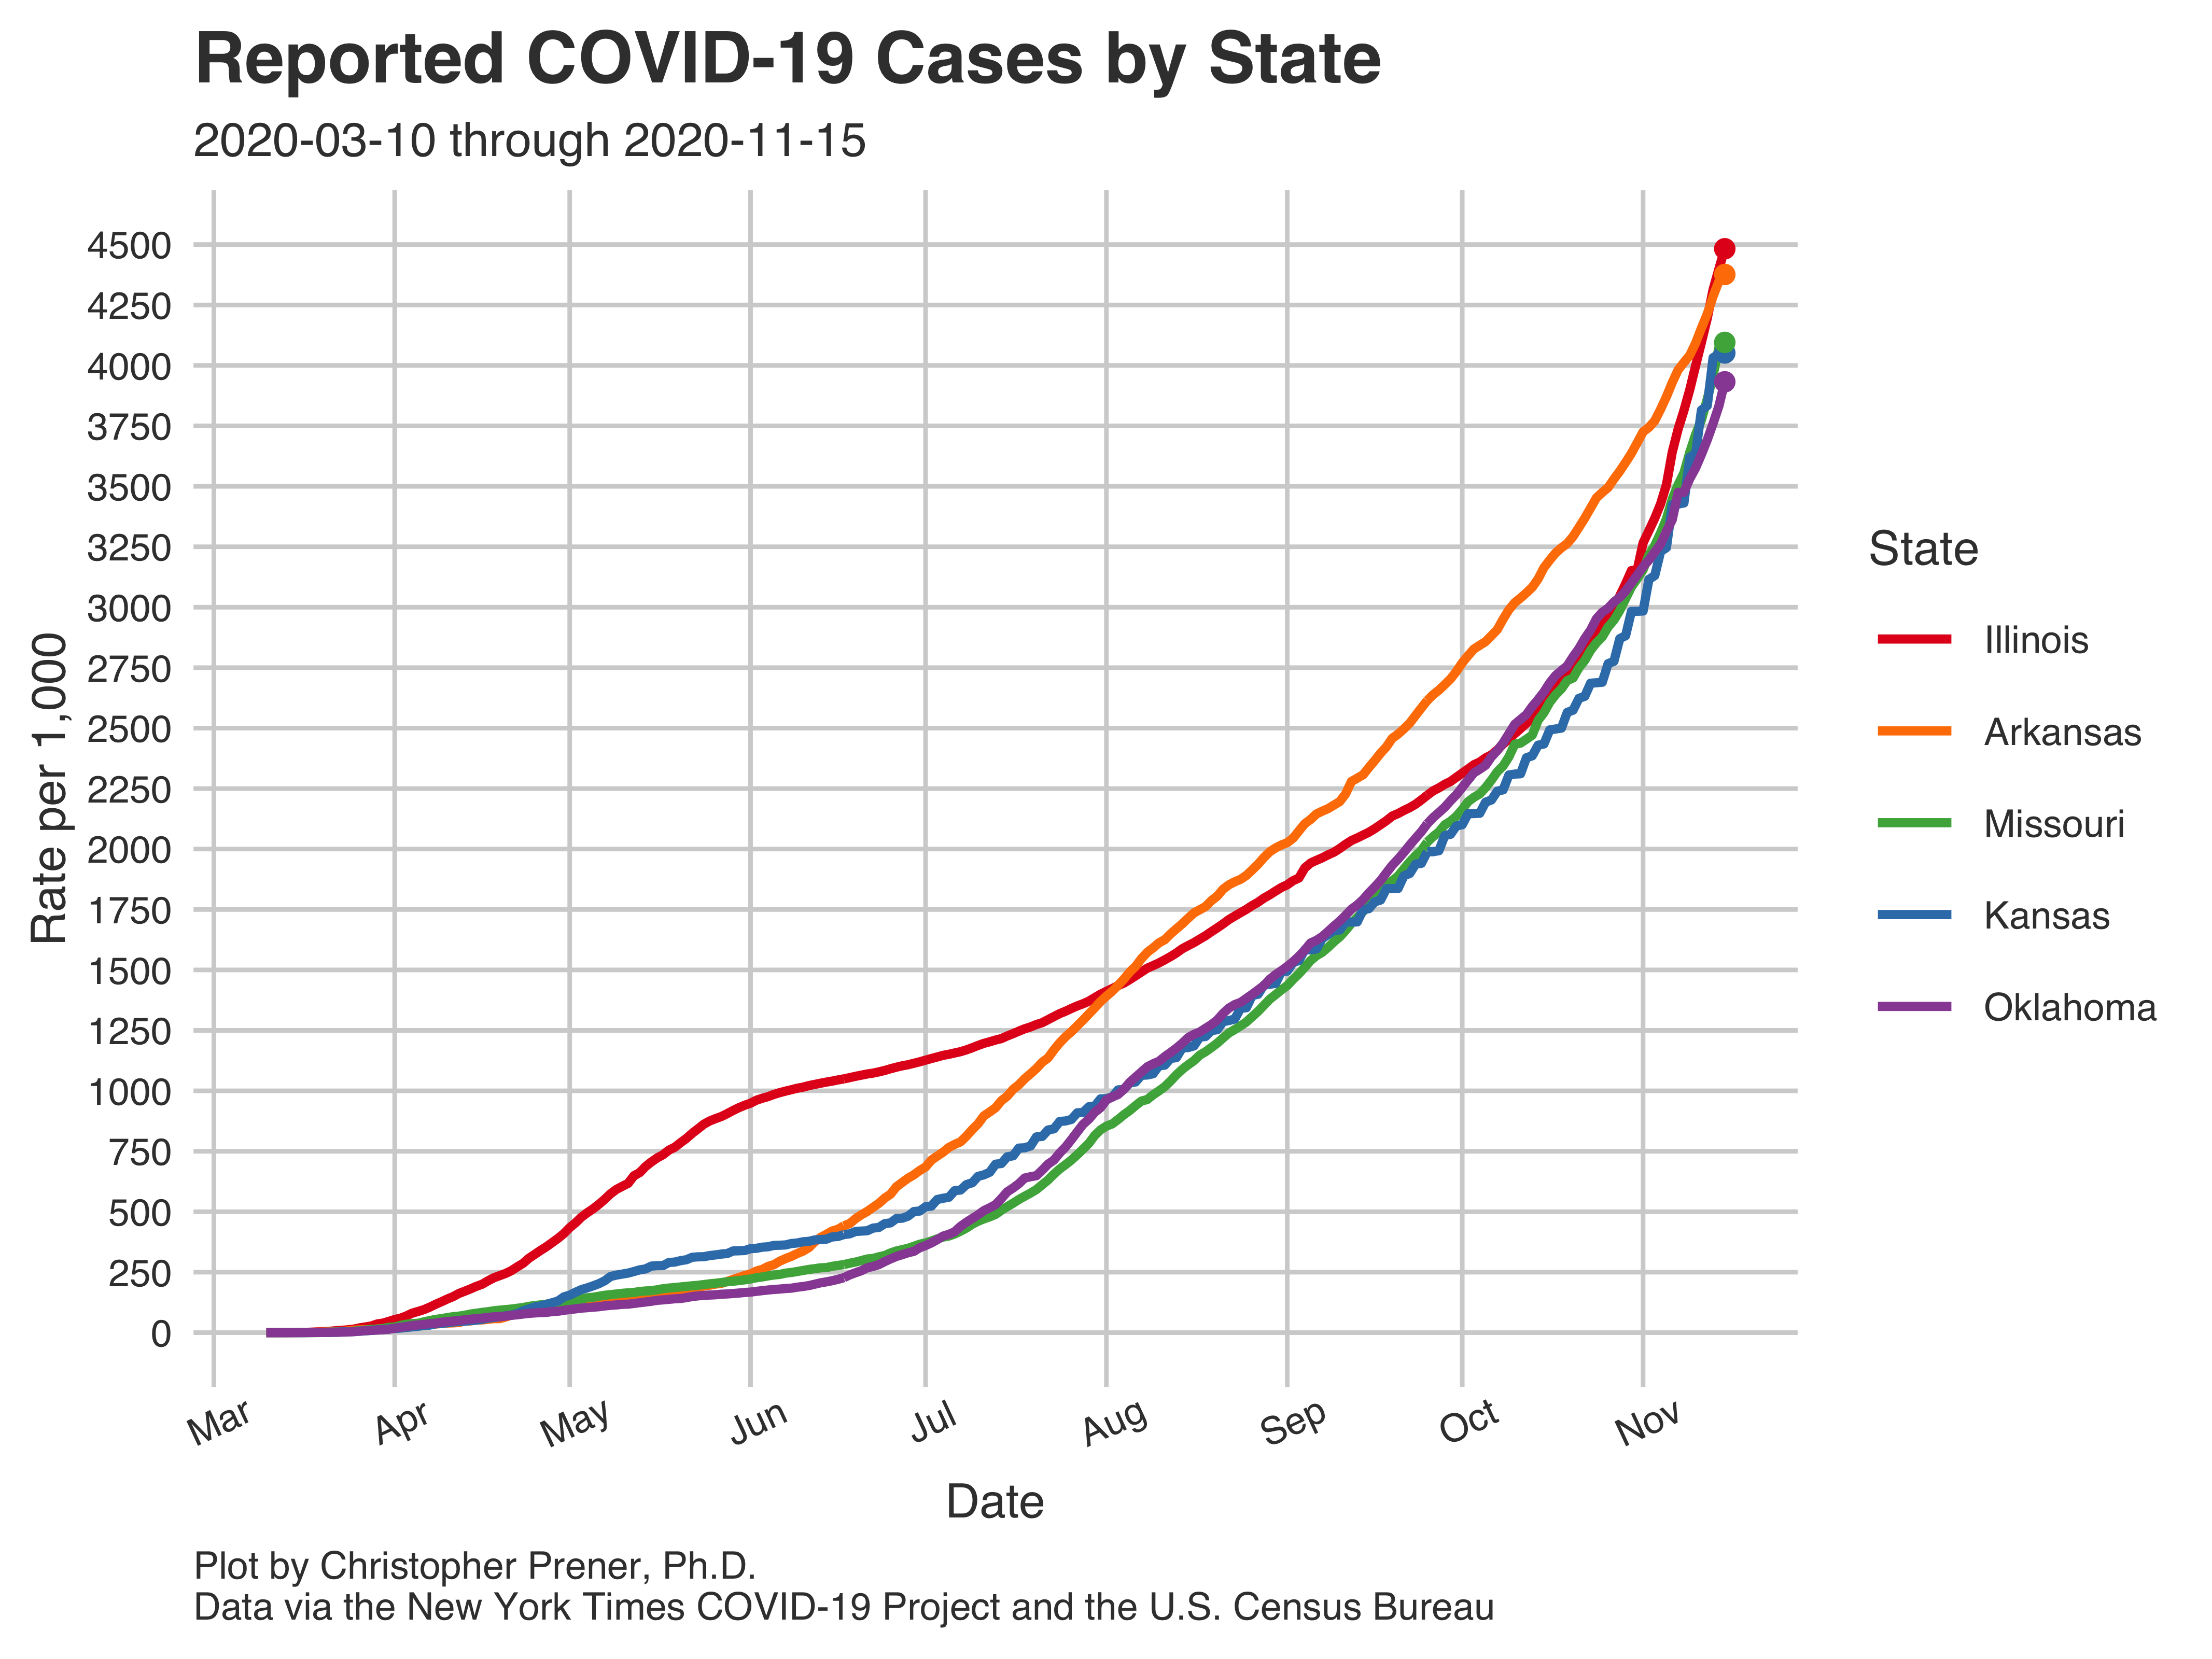 Reported COVID-19 Cases by State
2020-03-10 through 2020-11-15
4500
4250
4000
3750
3500
3250
3000
2750
2500
2250
2000
1750
1500
1250
1000
750
500
250
0
Rate per 1,000
Mar
Apr
May
Jun
Jul
Aug
Sep
Oct
Nov
Date
State
Illinois
Arkansas
Missouri
Kansas
Oklahoma
Plot by Christopher Prener, Ph.D.
Data via the New York Times COVID-19 Project and the U.S. Census Bureau